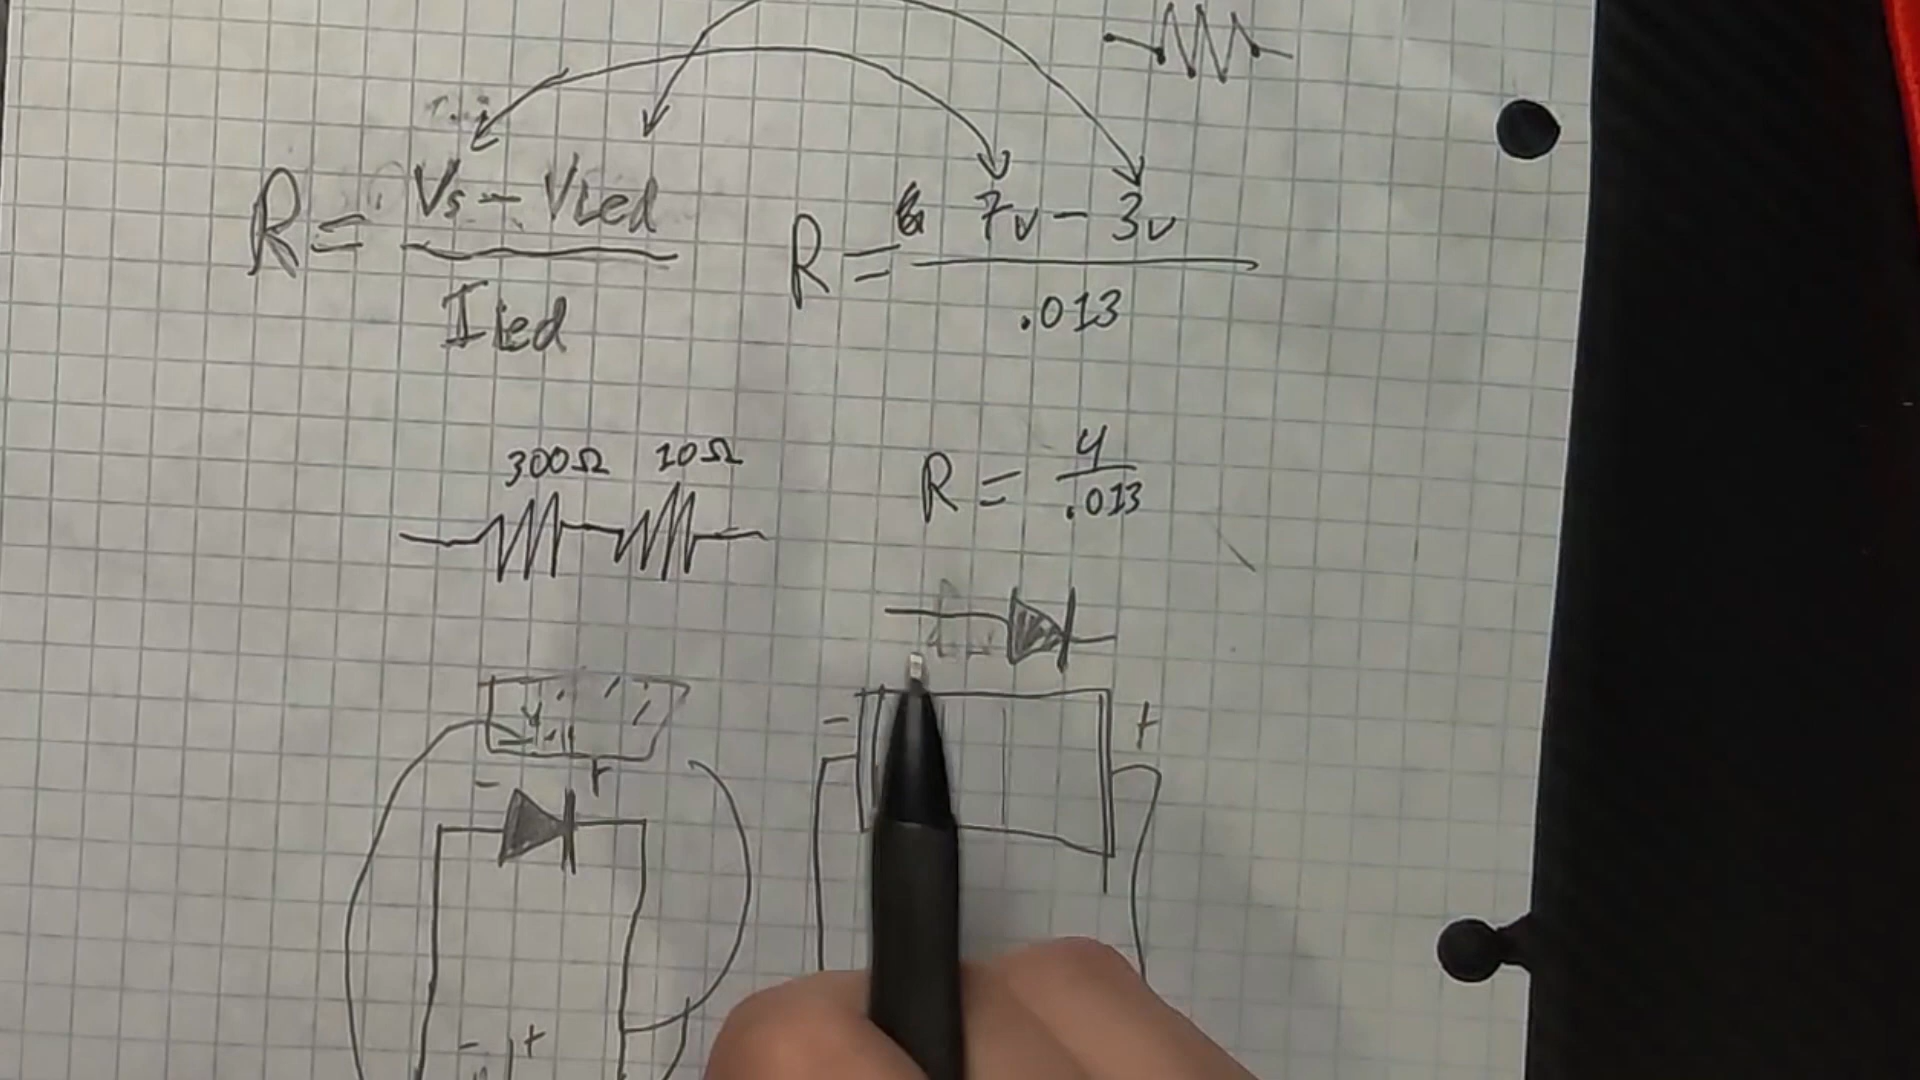 R = Vs - VLed / ILed
R = 7v - 3v / .013
300Ω 10Ω
R = 4 / .013
- +
-
- +